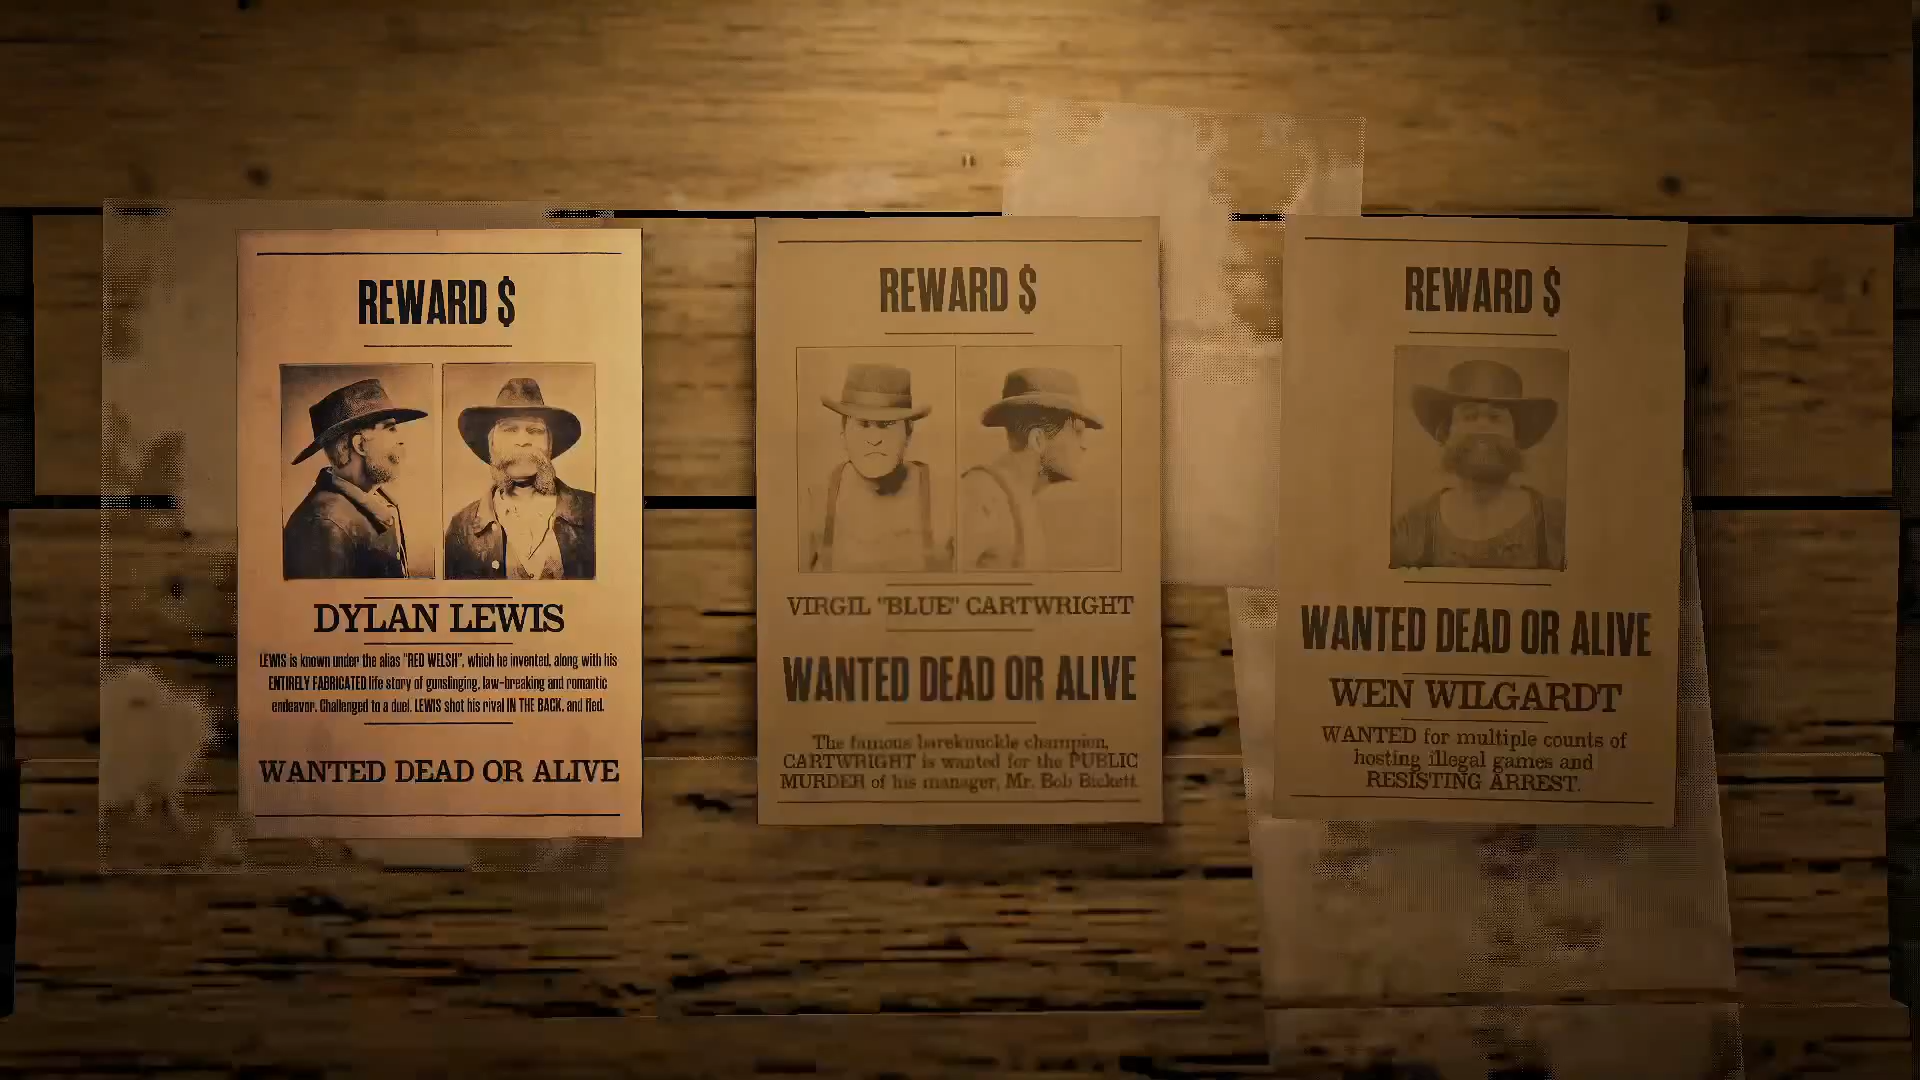 REWARD $
DYLAN LEWIS
LEWIS is known under the alias "RED WELSH", which he invented, along with his
ENTIRELY FABRICATED life story of gunslinging, law-breaking and romantic
endeavor. Challenged to a duel, LEWIS shot his rival IN THE BACK, and fled.
WANTED DEAD OR ALIVE
REWARD $
VIRGIL "BLUE" CARTWRIGHT
WANTED DEAD OR ALIVE
The famous bareknuckle champion,
CARTWRIGHT is wanted for the PUBLIC
MURDER of his manager, Mr. Bob Bickett.
REWARD $
WANTED DEAD OR ALIVE
WEN WILGARDT
WANTED for multiple counts of
hosting illegal games and
RESISTING ARREST.